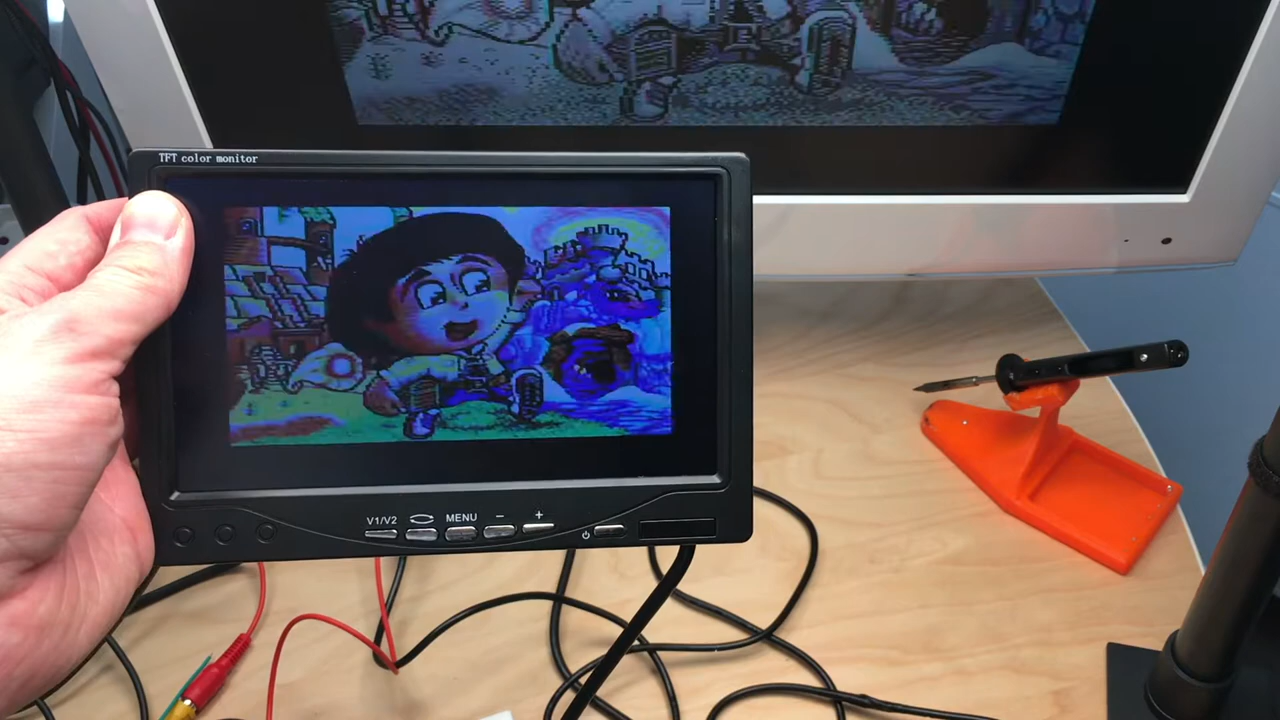 TFT color monitor
V1/V2 MENU − +